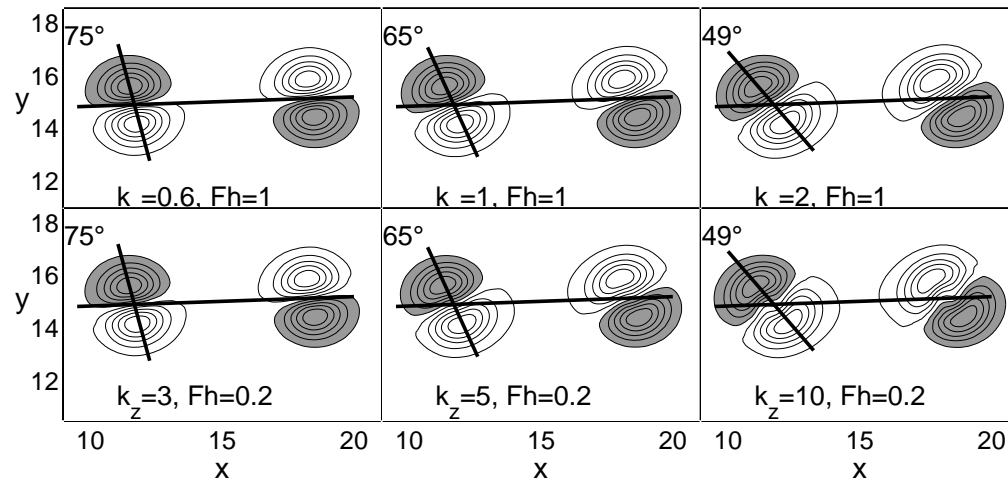 18
75°
65°
49°
16
y
14
12
k =0.6, Fh=1
k =1, Fh=1
k =2, Fh=1
18
75°
65°
49°
16
y
14
12
k_z=3, Fh=0.2
k_z=5, Fh=0.2
k_z=10, Fh=0.2
10 15 20
10 15 20
10 15 20
x
x
x